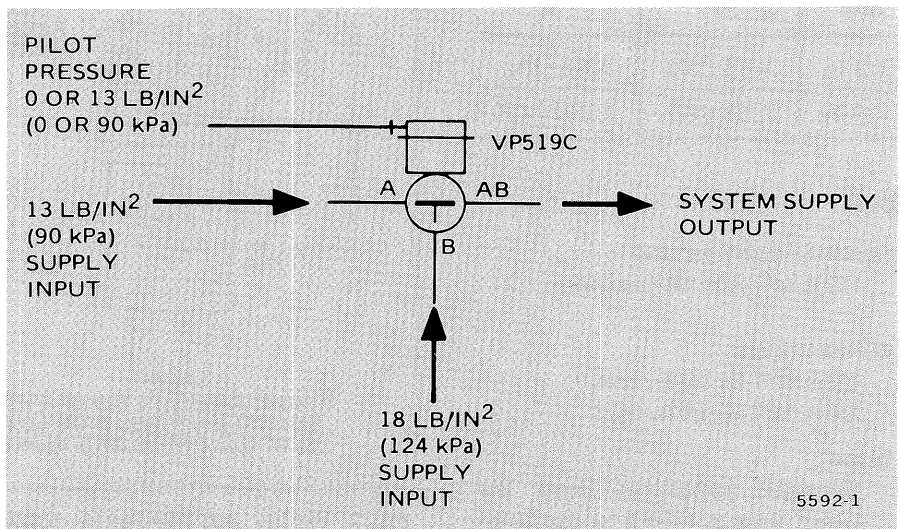 PILOT
PRESSURE
0 OR 13 LB/IN²
(0 OR 90 kPa)
VP519C
A
AB
B
13 LB/IN²
(90 kPa)
SUPPLY
INPUT
SYSTEM SUPPLY
OUTPUT
18 LB/IN²
(124 kPa)
SUPPLY
INPUT
5592-1